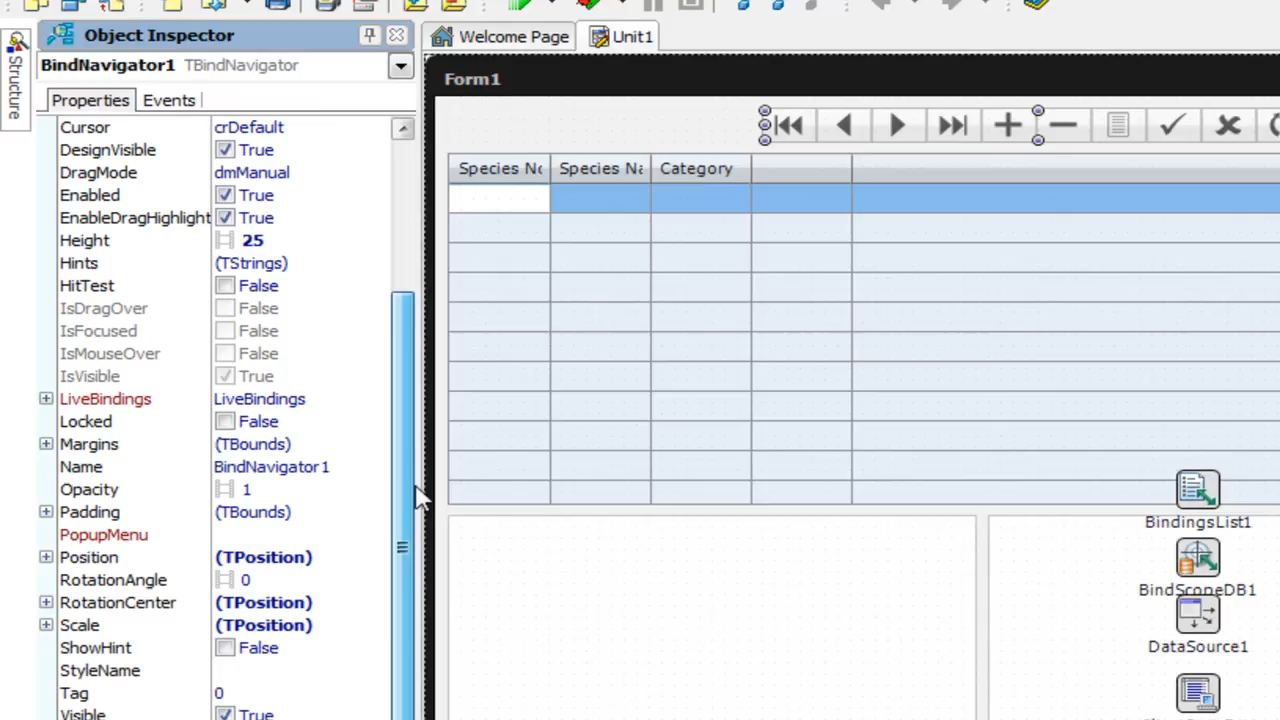 Object Inspector
Structure
BindNavigator1 TBindNavigator
Properties Events
Cursor crDefault
DesignVisible True
DragMode dmManual
Enabled True
EnableDragHighlight True
Height 25
Hints (TStrings)
HitTest False
IsDragOver False
IsFocused False
IsMouseOver False
IsVisible True
LiveBindings LiveBindings
Locked False
Margins (TBounds)
Name BindNavigator1
Opacity 1
Padding (TBounds)
PopupMenu
Position (TPosition)
RotationAngle 0
RotationCenter (TPosition)
Scale (TPosition)
ShowHint False
StyleName
Tag 0
Visible True
Welcome Page Unit1
Form1
Species No Species Na Category
BindingsList1
BindScopeDB1
DataSource1